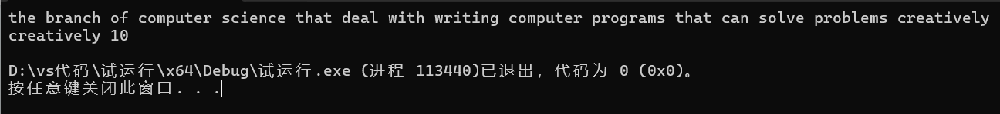 the branch of computer science that deal with writing computer programs that can solve problems creatively
creatively 10
D:\vs代码\试运行\x64\Debug\试运行.exe (进程 113440)已退出，代码为 0 (0x0)。
按任意键关闭此窗口. . .